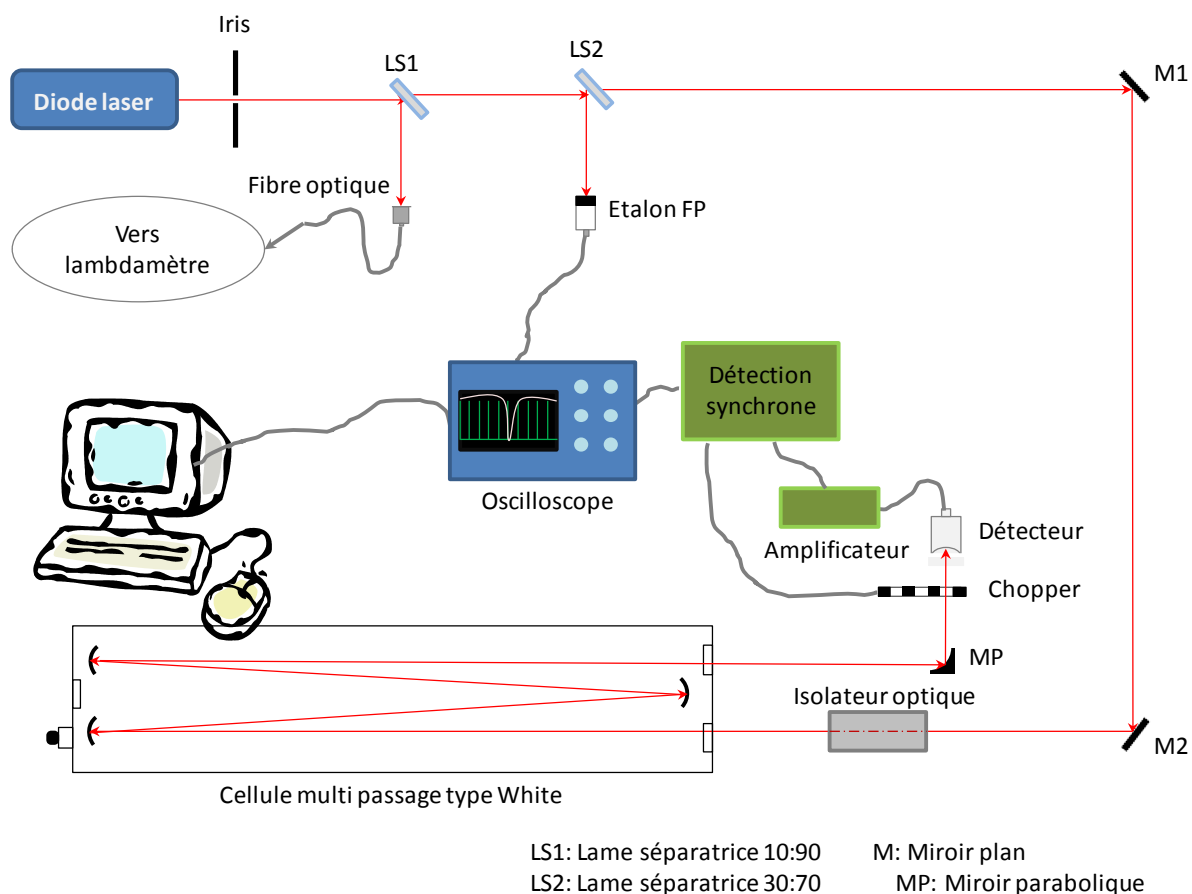 Iris
LS1
LS2
M1
Diode laser
Fibre optique
Etalon FP
Vers
lambdamètre
Détection
synchrone
Oscilloscope
Amplificateur
Détecteur
Chopper
MP
Isolateur optique
M2
Cellule multi passage type White
LS1: Lame séparatrice 10:90 M: Miroir plan
LS2: Lame séparatrice 30:70 MP: Miroir parabolique